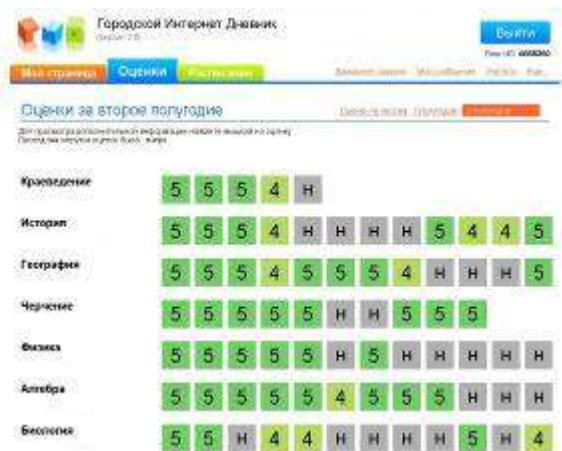 Городской Интернет Дневник
Выйти
Моя страница Оценки Расписание
Оценки за второе полугодие
Краеведение 5 5 5 4 н
История 5 5 5 4 н н н н 5 4 4 5
География 5 5 5 4 5 5 5 4 н н н 5
Черчение 5 5 5 5 5 н н 5 5 5
Физика 5 5 5 5 5 н 5 н н н н н
Алгебра 5 5 5 5 5 4 5 5 5 н н н
Биология 5 5 н 4 4 н н н н 5 н 4